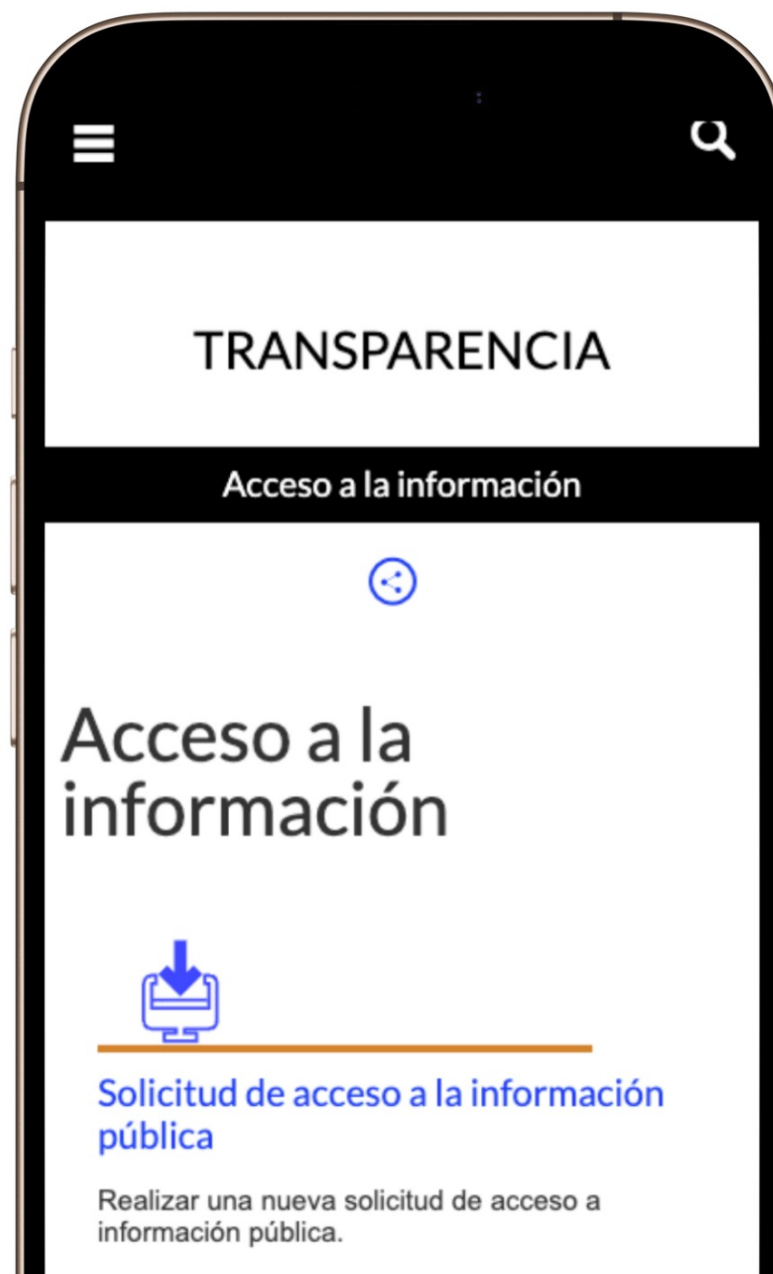 TRANSPARENCIA
Acceso a la información
Acceso a la
información
Solicitud de acceso a la información
pública
Realizar una nueva solicitud de acceso a
información pública.